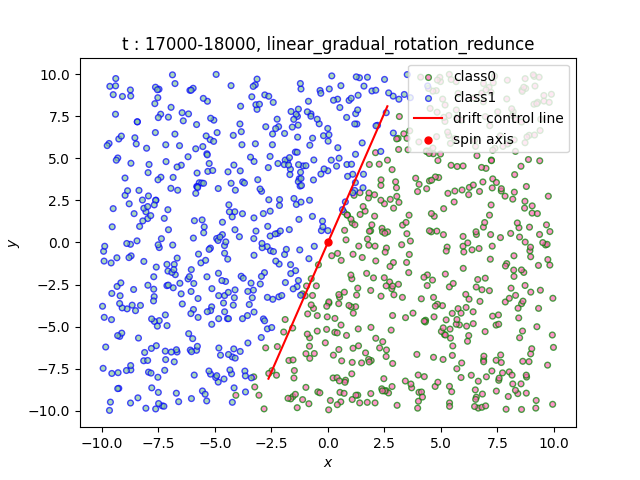 t : 17000-18000, linear_gradual_rotation_redunce
class0
class1
drift control line
spin axis
10.0
7.5
5.0
2.5
0.0
−2.5
−5.0
−7.5
−10.0
y
−10.0 −7.5 −5.0 −2.5 0.0 2.5 5.0 7.5 10.0
x